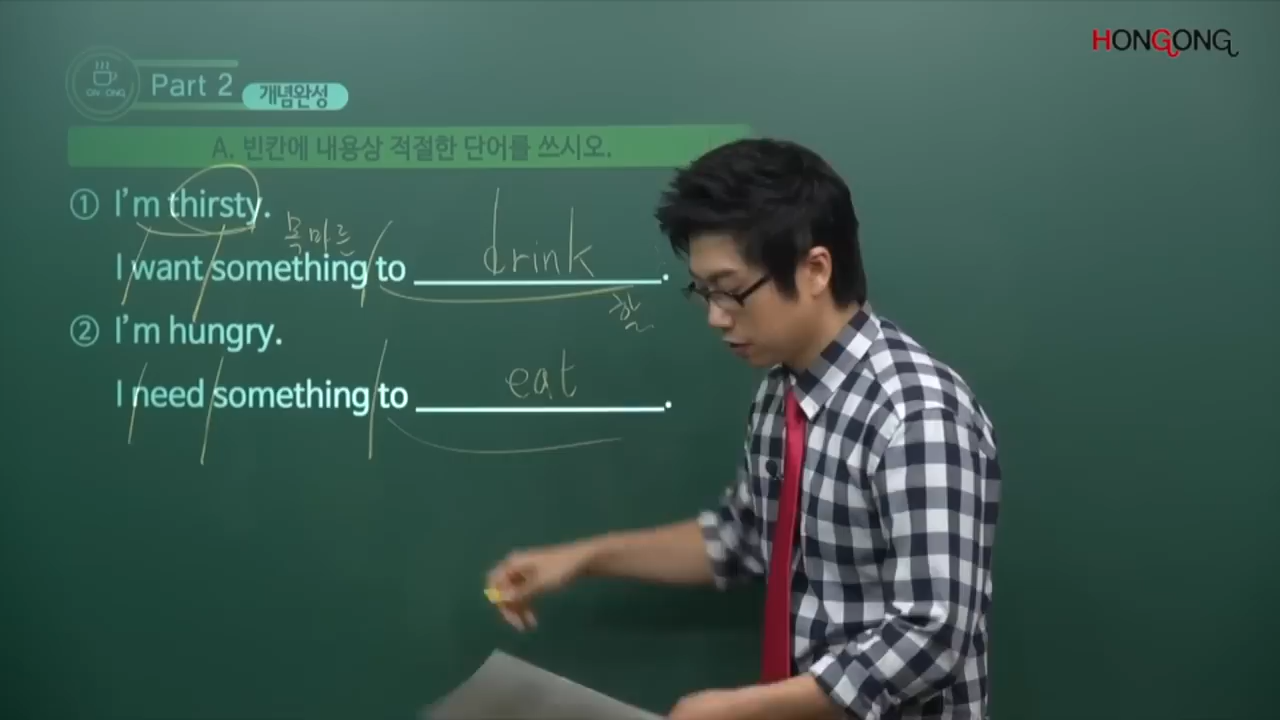 HONGONG
Part 2 개념완성
A. 빈칸에 내용상 적절한 단어를 쓰시오.
① I'm thirsty.
목마른
I want something to drink.
할
② I'm hungry.
I need something to eat.